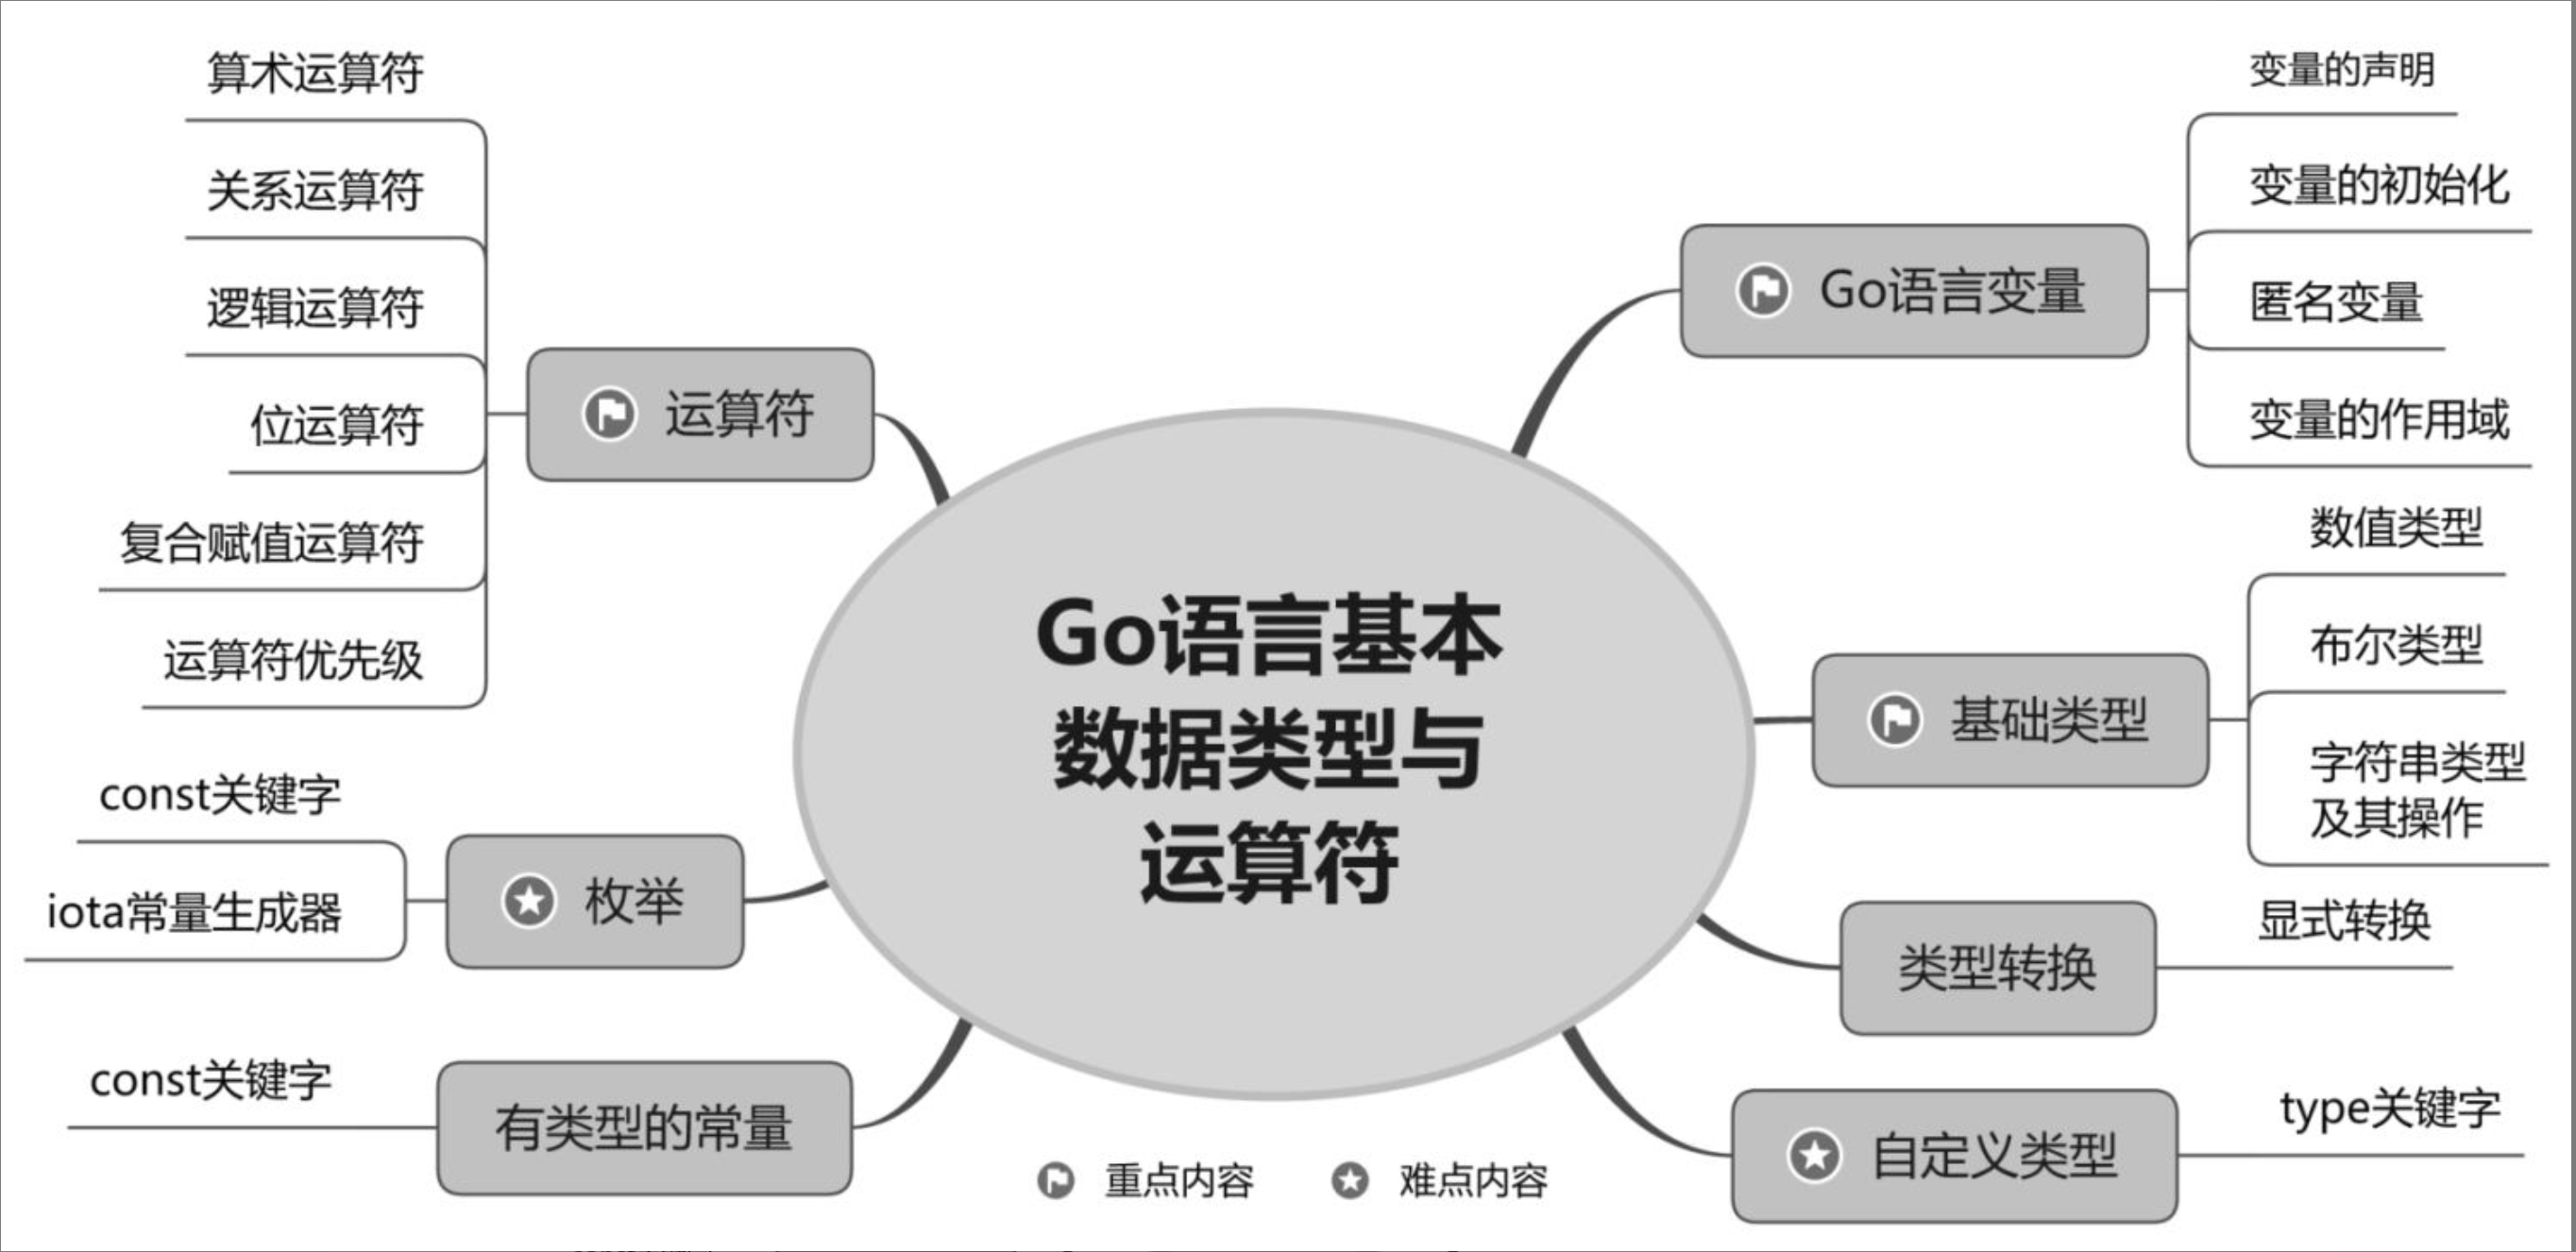 算术运算符
关系运算符
逻辑运算符
位运算符
复合赋值运算符
运算符优先级
运算符
const关键字
iota常量生成器
枚举
const关键字
有类型的常量
Go语言基本
数据类型与
运算符
Go语言变量
变量的声明
变量的初始化
匿名变量
变量的作用域
基础类型
数值类型
布尔类型
字符串类型
及其操作
类型转换
显式转换
自定义类型
type关键字
重点内容
难点内容